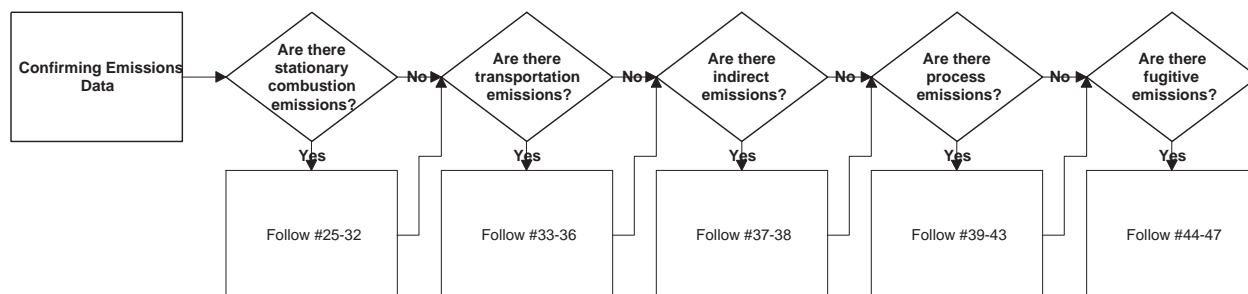 Confirming Emissions
Data
Are there
stationary
combustion
emissions?
No
Are there
transportation
emissions?
No
Are there
indirect
emissions?
No
Are there
process
emissions?
No
Are there
fugitive
emissions?
Yes
Yes
Yes
Yes
Yes
Follow #25-32
Follow #33-36
Follow #37-38
Follow #39-43
Follow #44-47